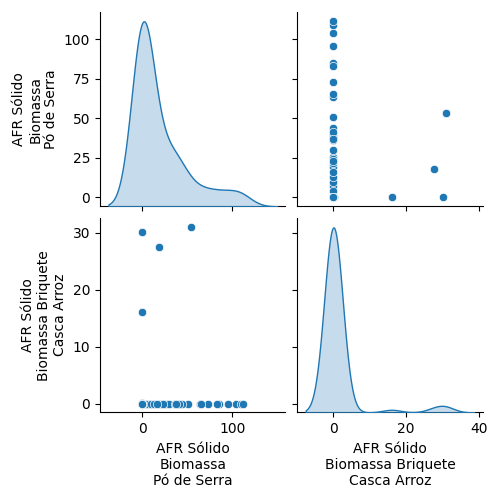 100
75
50
25
0
AFR Sólido
Biomassa
Pó de Serra
30
20
10
0
AFR Sólido
Biomassa Briquete
Casca Arroz
0 100
AFR Sólido
Biomassa
Pó de Serra
0 20 40
AFR Sólido
Biomassa Briquete
Casca Arroz